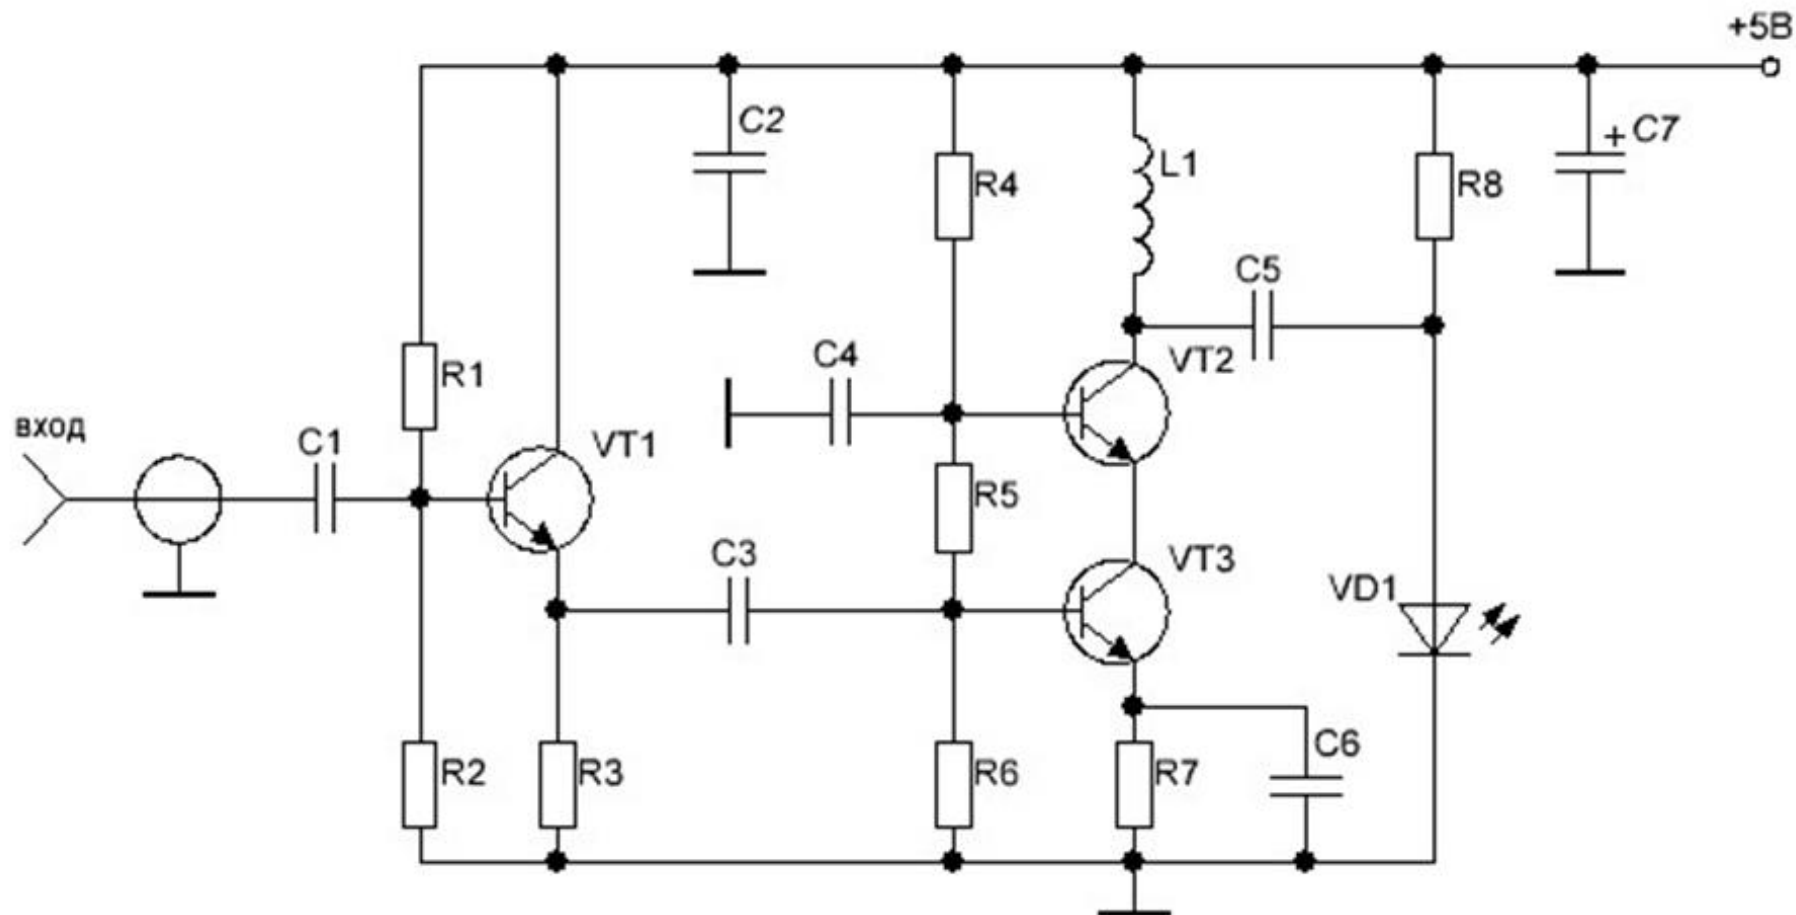 +5В
C2
+ C7
L1
R4
R8
C5
C4
VT2
R1
вход
C1
VT1
R5
C3
VT3
VD1
C6
R2
R3
R6
R7